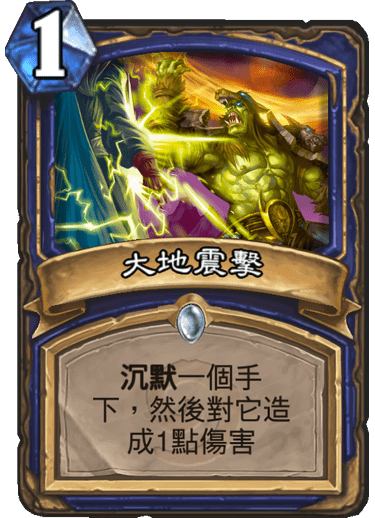 1
大地震擊
沉默一個手
下，然後對它造
成1點傷害